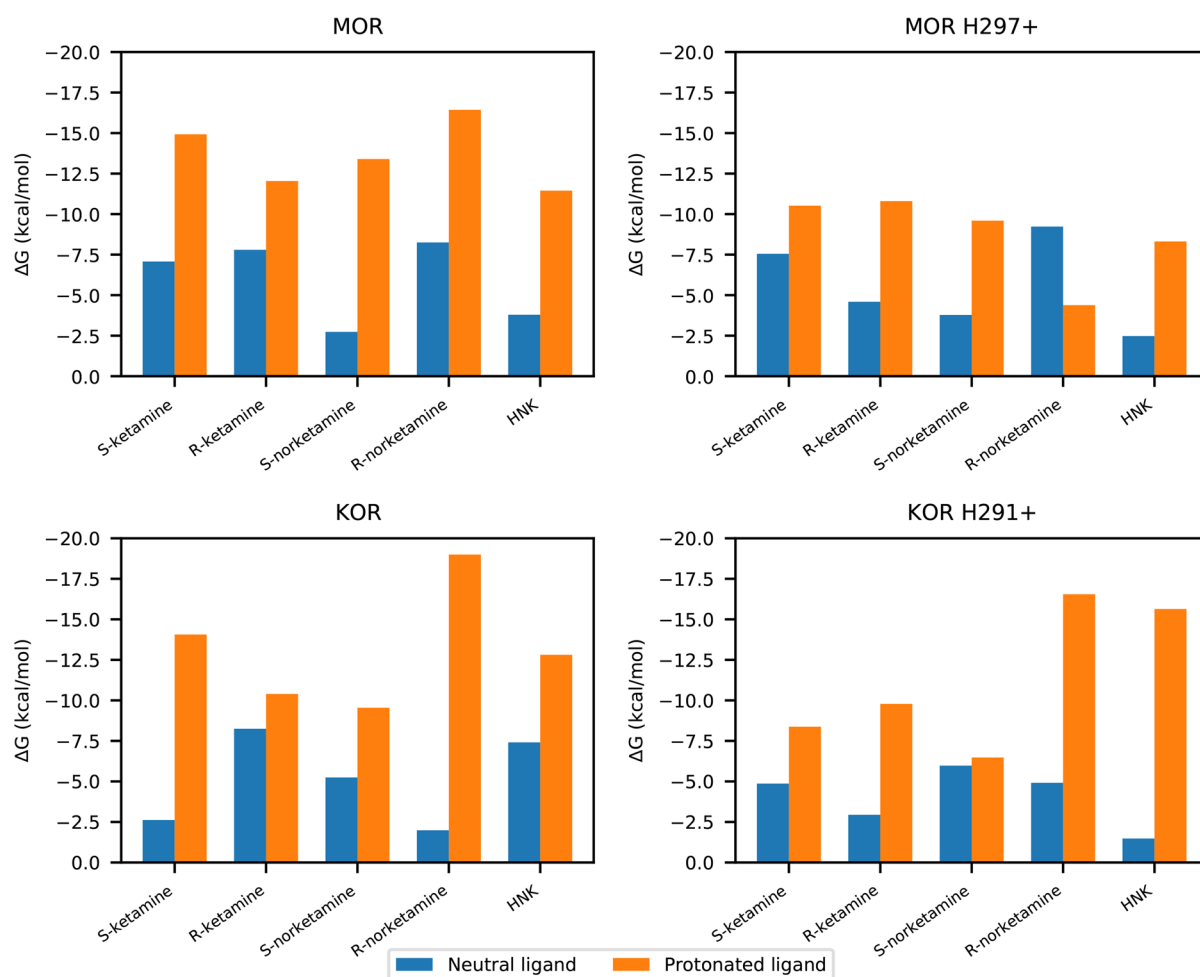 MOR
ΔG (kcal/mol)
−20.0
−17.5
−15.0
−12.5
−10.0
−7.5
−5.0
−2.5
0.0
S-ketamine
R-ketamine
S-norketamine
R-norketamine
HNK
MOR H297+
ΔG (kcal/mol)
−20.0
−17.5
−15.0
−12.5
−10.0
−7.5
−5.0
−2.5
0.0
S-ketamine
R-ketamine
S-norketamine
R-norketamine
HNK
KOR
ΔG (kcal/mol)
−20.0
−17.5
−15.0
−12.5
−10.0
−7.5
−5.0
−2.5
0.0
S-ketamine
R-ketamine
S-norketamine
R-norketamine
HNK
KOR H291+
ΔG (kcal/mol)
−20.0
−17.5
−15.0
−12.5
−10.0
−7.5
−5.0
−2.5
0.0
S-ketamine
R-ketamine
S-norketamine
R-norketamine
HNK
Neutral ligand
Protonated ligand